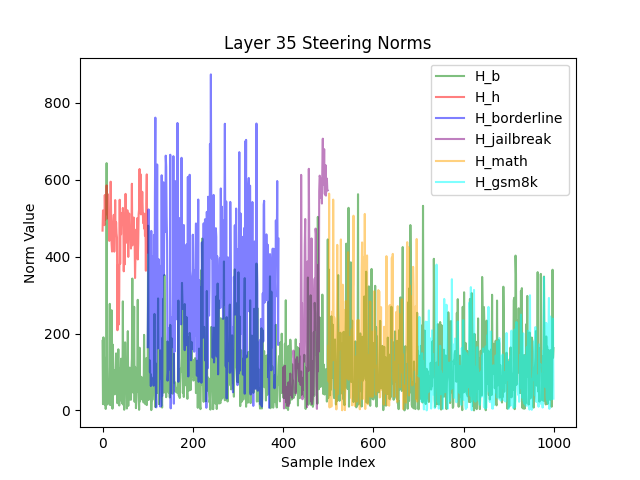 Layer 35 Steering Norms
Norm Value
800
600
400
200
0
0
200
400
600
800
1000
Sample Index
H_b
H_h
H_borderline
H_jailbreak
H_math
H_gsm8k